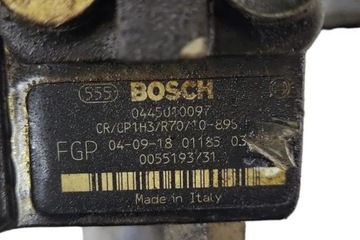 555 BOSCH
0445010097
CR/CP1H3/R70/10-89S
FGP 04-09-18 01185 03
0055193/31
Made in Italy